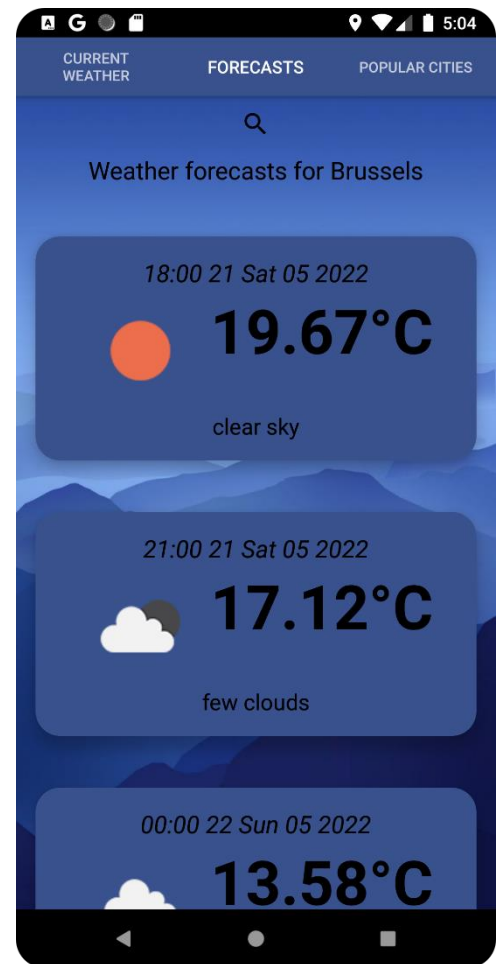 A G 5:04
CURRENT
WEATHER
FORECASTS
POPULAR CITIES
Weather forecasts for Brussels
18:00 21 Sat 05 2022
19.67°C
clear sky
21:00 21 Sat 05 2022
17.12°C
few clouds
00:00 22 Sun 05 2022
13.58°C